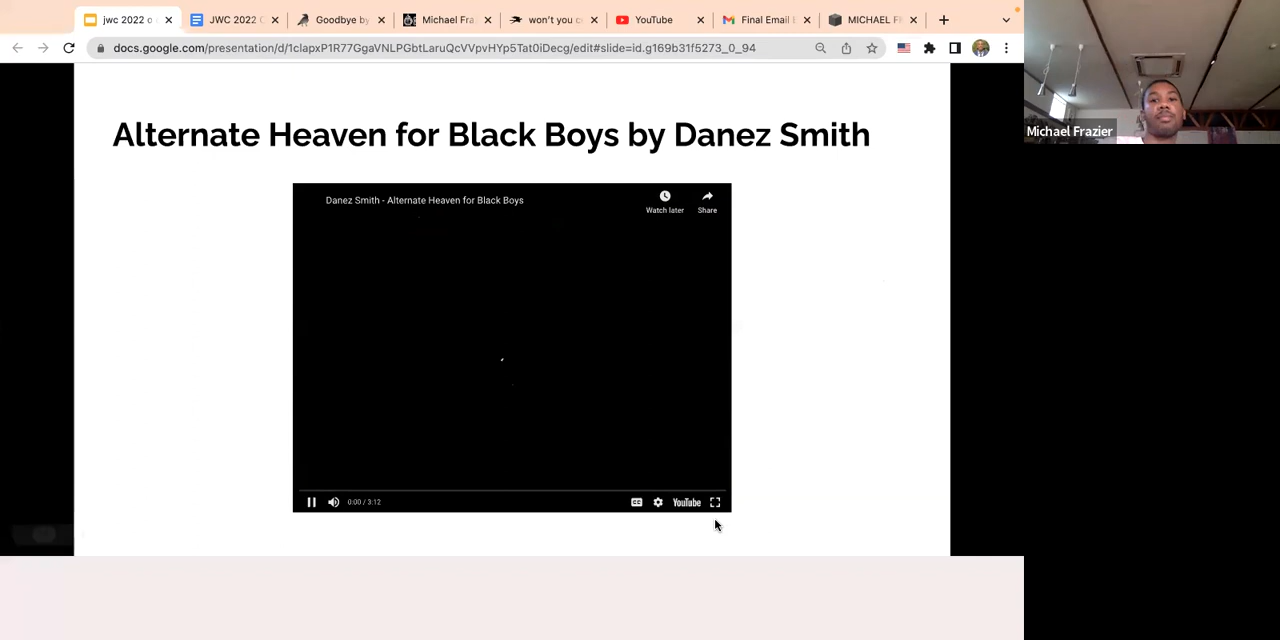 jwc 2022 o
JWC 2022
Goodbye by
Michael Fra
won't you c
YouTube
Final Email
MICHAEL F
docs.google.com/presentation/d/1clapxP1R77GgaVNLPGbtLaruQcVVpvHYp5Tat0iDecg/edit#slide=id.g169b31f5273_0_94
Michael Frazier
Alternate Heaven for Black Boys by Danez Smith
Danez Smith - Alternate Heaven for Black Boys
Watch later
Share
0:00 / 3:12
CC
YouTube